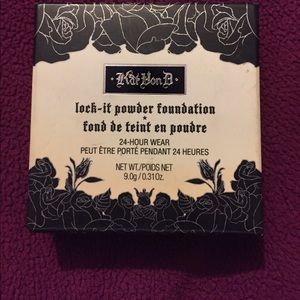 Kat Von D
lock-it powder foundation
*
fond de teint en poudre
24-HOUR WEAR
PEUT ÊTRE PORTÉ PENDANT 24 HEURES
NET WT./POIDS NET
9.0g / 0.31Oz.